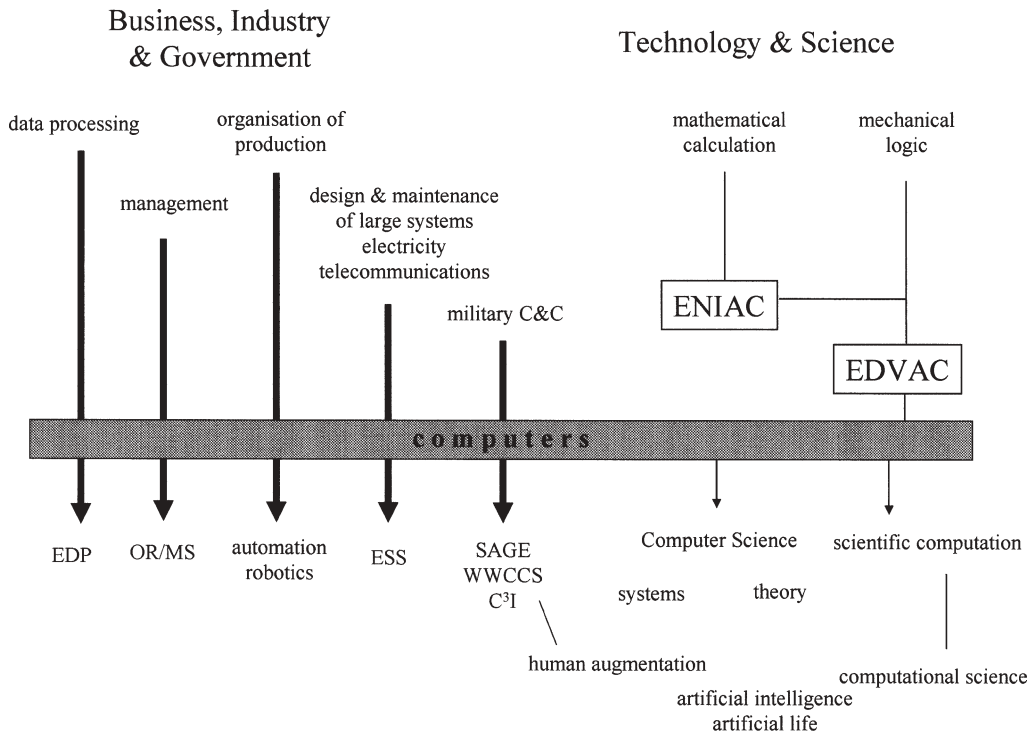 Business, Industry
& Government
Technology & Science
data processing
organisation of
production
mathematical
calculation
mechanical
logic
management
design & maintenance
of large systems
electricity
telecommunications
military C&C
ENIAC
EDVAC
computers
EDP
OR/MS
automation
robotics
ESS
SAGE
WWCCS
C³I
Computer Science
scientific computation
systems
theory
human augmentation
computational science
artificial intelligence
artificial life